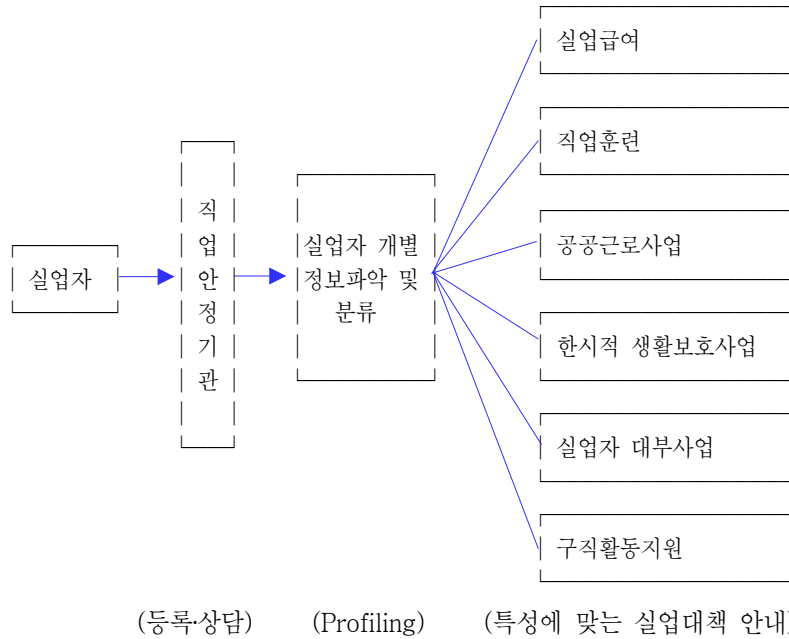 실업자
직
업
안
정
기
관
실업자 개별
정보파악 및
분류
실업급여
직업훈련
공공근로사업
한시적 생활보호사업
실업자 대부사업
구직활동지원
(등록·상담)
(Profiling)
(특성에 맞는 실업대책 안내)